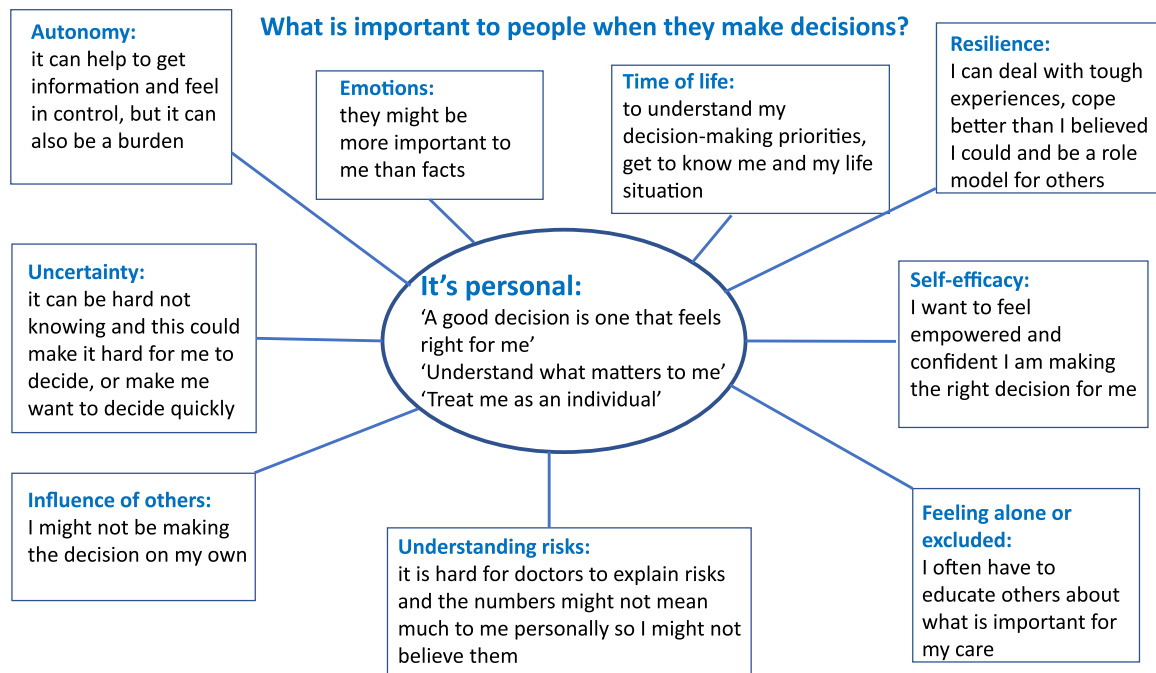 What is important to people when they make decisions?
Autonomy:
it can help to get
information and feel
in control, but it can
also be a burden
Emotions:
they might be
more important to
me than facts
Time of life:
to understand my
decision-making priorities,
get to know me and my life
situation
Resilience:
I can deal with tough
experiences, cope
better than I believed
I could and be a role
model for others
Uncertainty:
it can be hard not
knowing and this could
make it hard for me to
decide, or make me
want to decide quickly
It’s personal:
‘A good decision is one that feels
right for me’
‘Understand what matters to me’
‘Treat me as an individual’
Self-efficacy:
I want to feel
empowered and
confident I am making
the right decision for me
Influence of others:
I might not be making
the decision on my own
Understanding risks:
it is hard for doctors to explain risks
and the numbers might not mean
much to me personally so I might not
believe them
Feeling alone or
excluded:
I often have to
educate others about
what is important for
my care